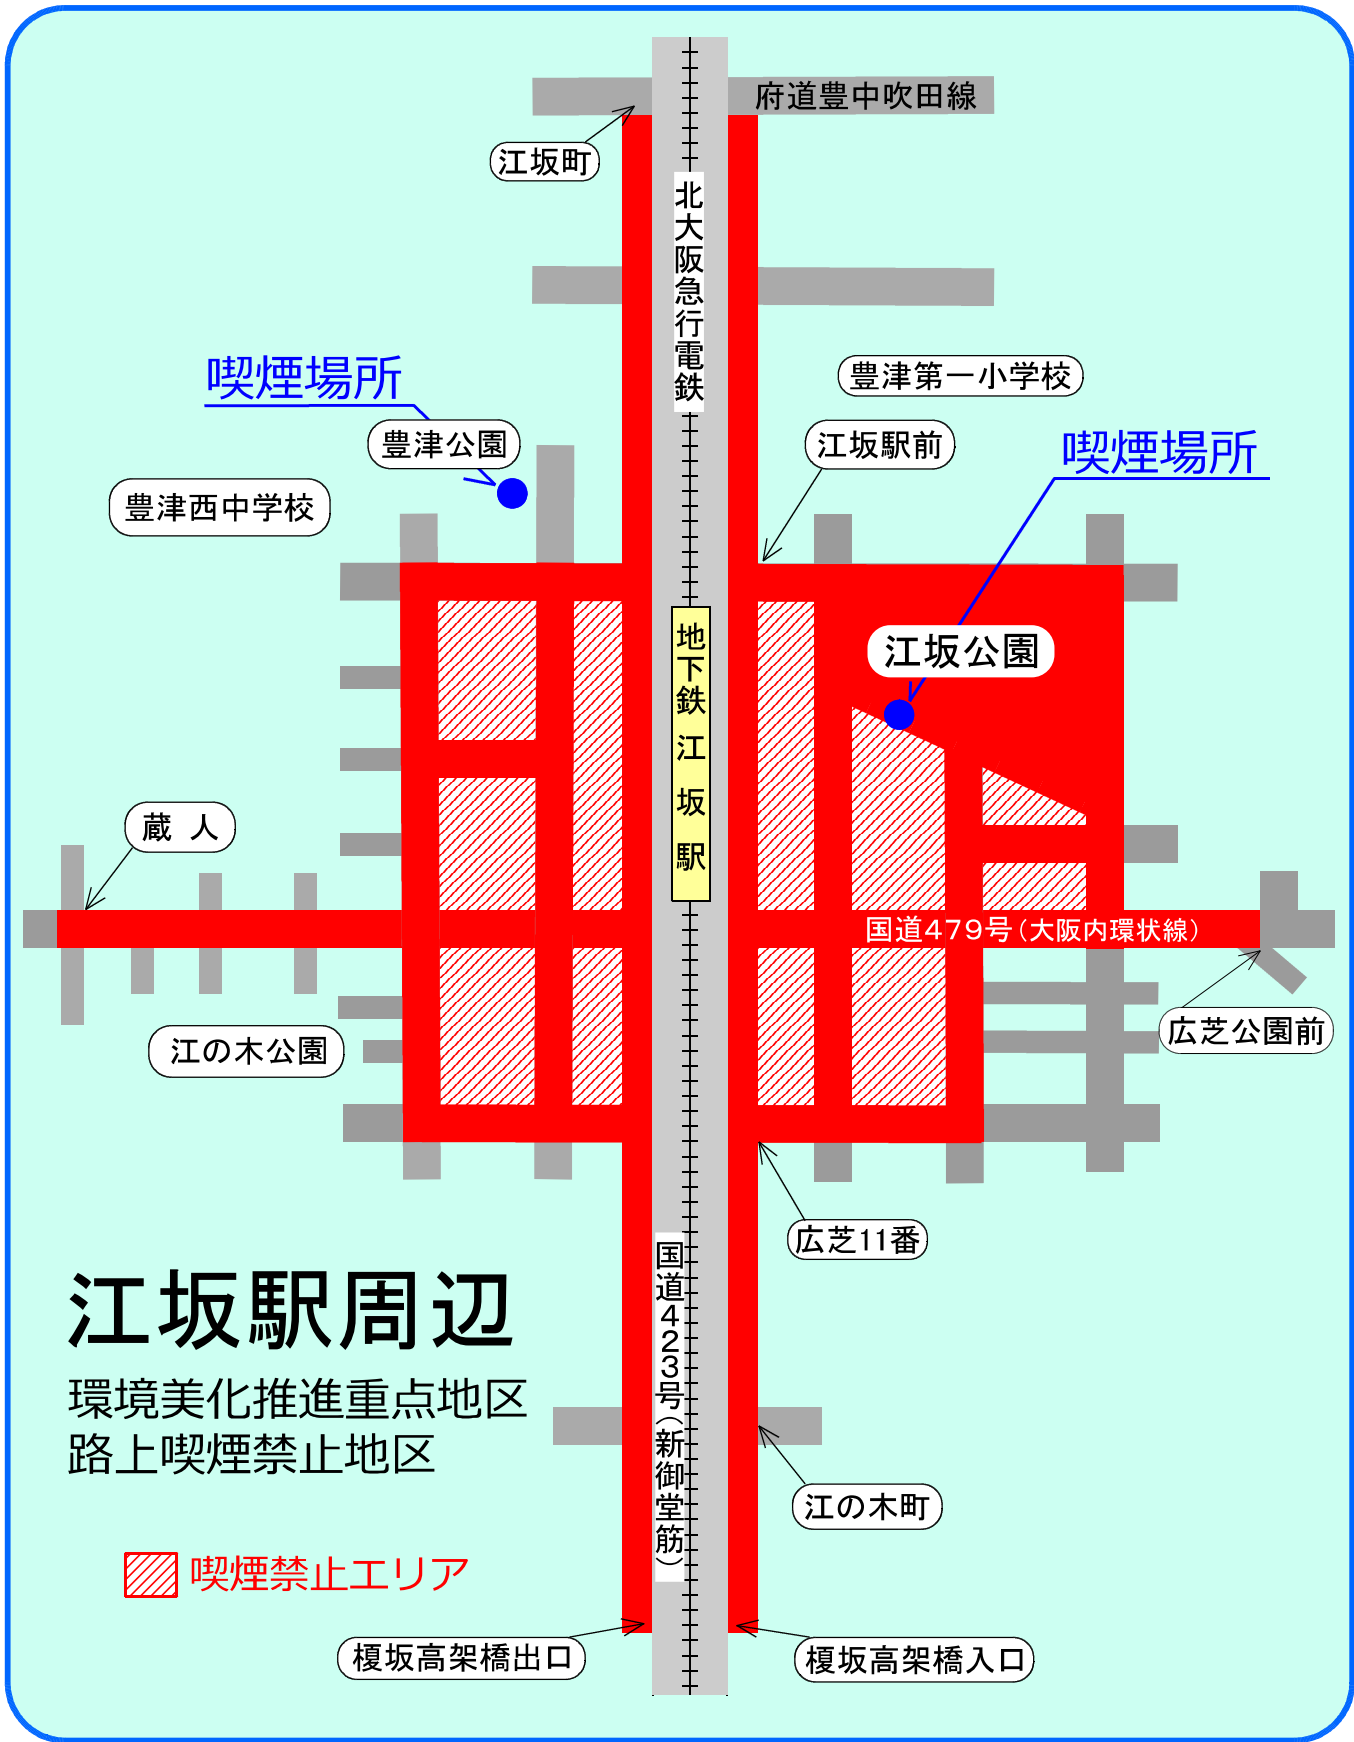 府道豊中吹田線
江坂町
北大阪急行電鉄
喫煙場所
豊津第一小学校
豊津公園
江坂駅前
喫煙場所
豊津西中学校
地下鉄 江坂駅
江坂公園
蔵 人
国道479号(大阪内環状線)
広芝公園前
江の木公園
広芝11番
国道423号(新御堂筋)
江坂駅周辺
環境美化推進重点地区
路上喫煙禁止地区
江の木町
喫煙禁止エリア
榎坂高架橋出口
榎坂高架橋入口